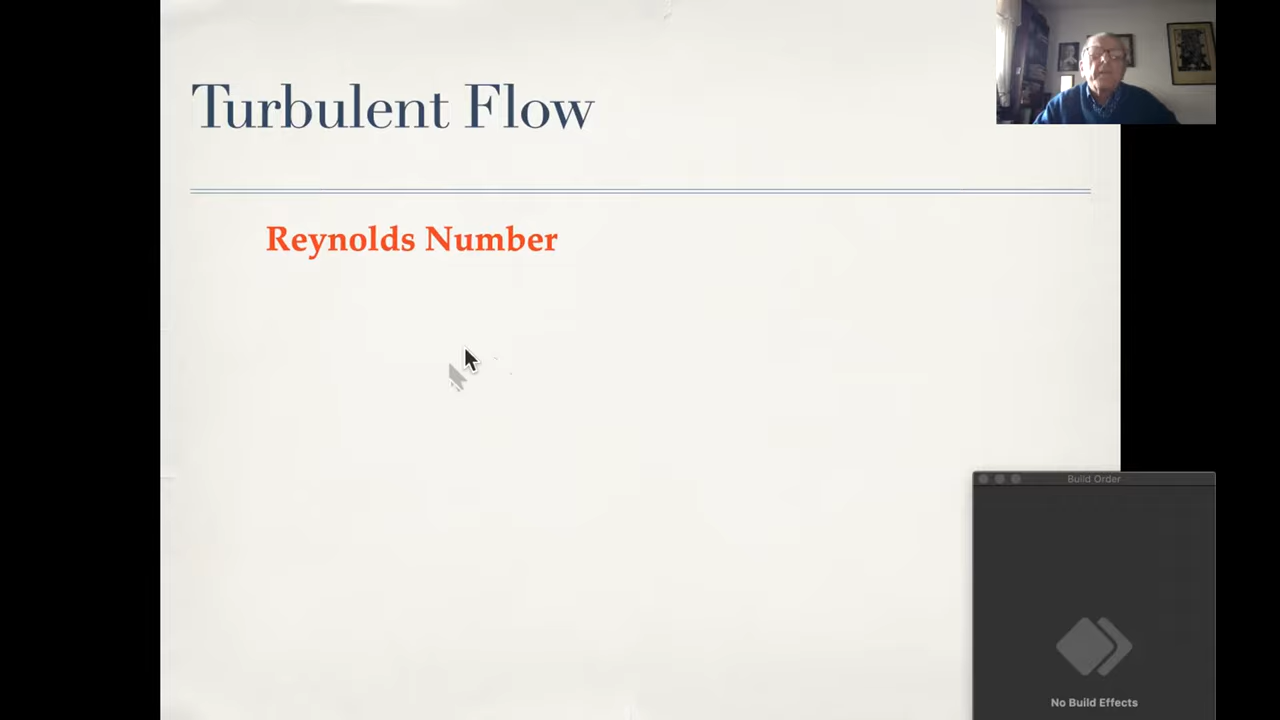 Turbulent Flow
Reynolds Number
Build Order
No Build Effects